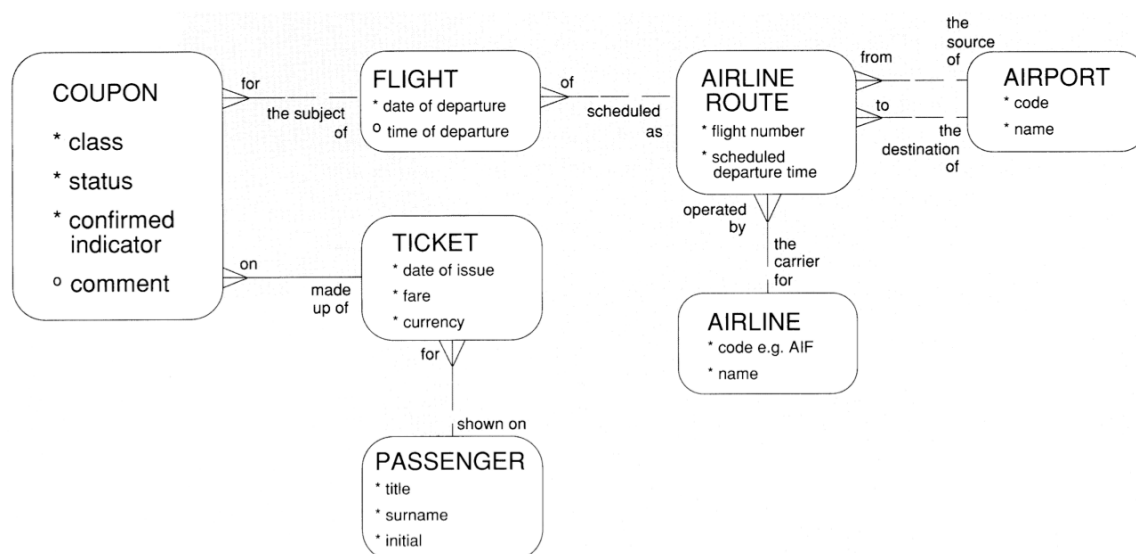 COUPON
* class
* status
* confirmed
indicator
o comment
for
the subject
of
FLIGHT
* date of departure
o time of departure
of
scheduled
as
AIRLINE
ROUTE
* flight number
* scheduled
departure time
from
the
source
of
to
the
destination
of
AIRPORT
* code
* name
operated
by
the
carrier
for
AIRLINE
* code e.g. AIF
* name
on
made
up of
TICKET
* date of issue
* fare
* currency
for
shown on
PASSENGER
* title
* surname
* initial